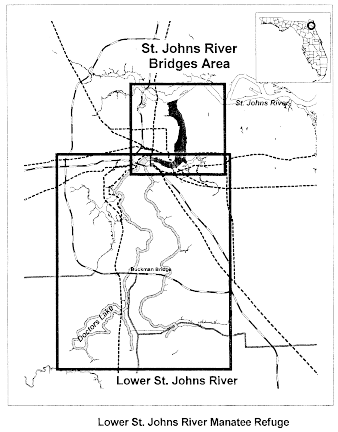 St. Johns River
Bridges Area
St. Johns River
Buckman Bridge
Doctors Lake
Lower St. Johns River
Lower St. Johns River Manatee Refuge